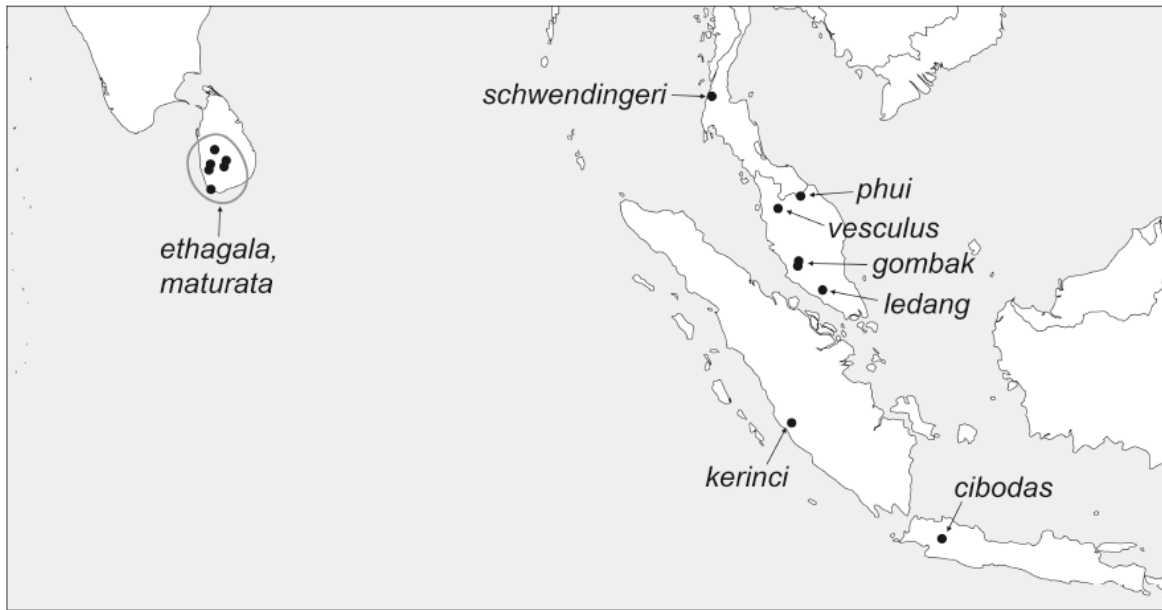 schwendingeri
phui
vesculus
ethagala,
maturata
gombak
ledang
kerinci
cibodas